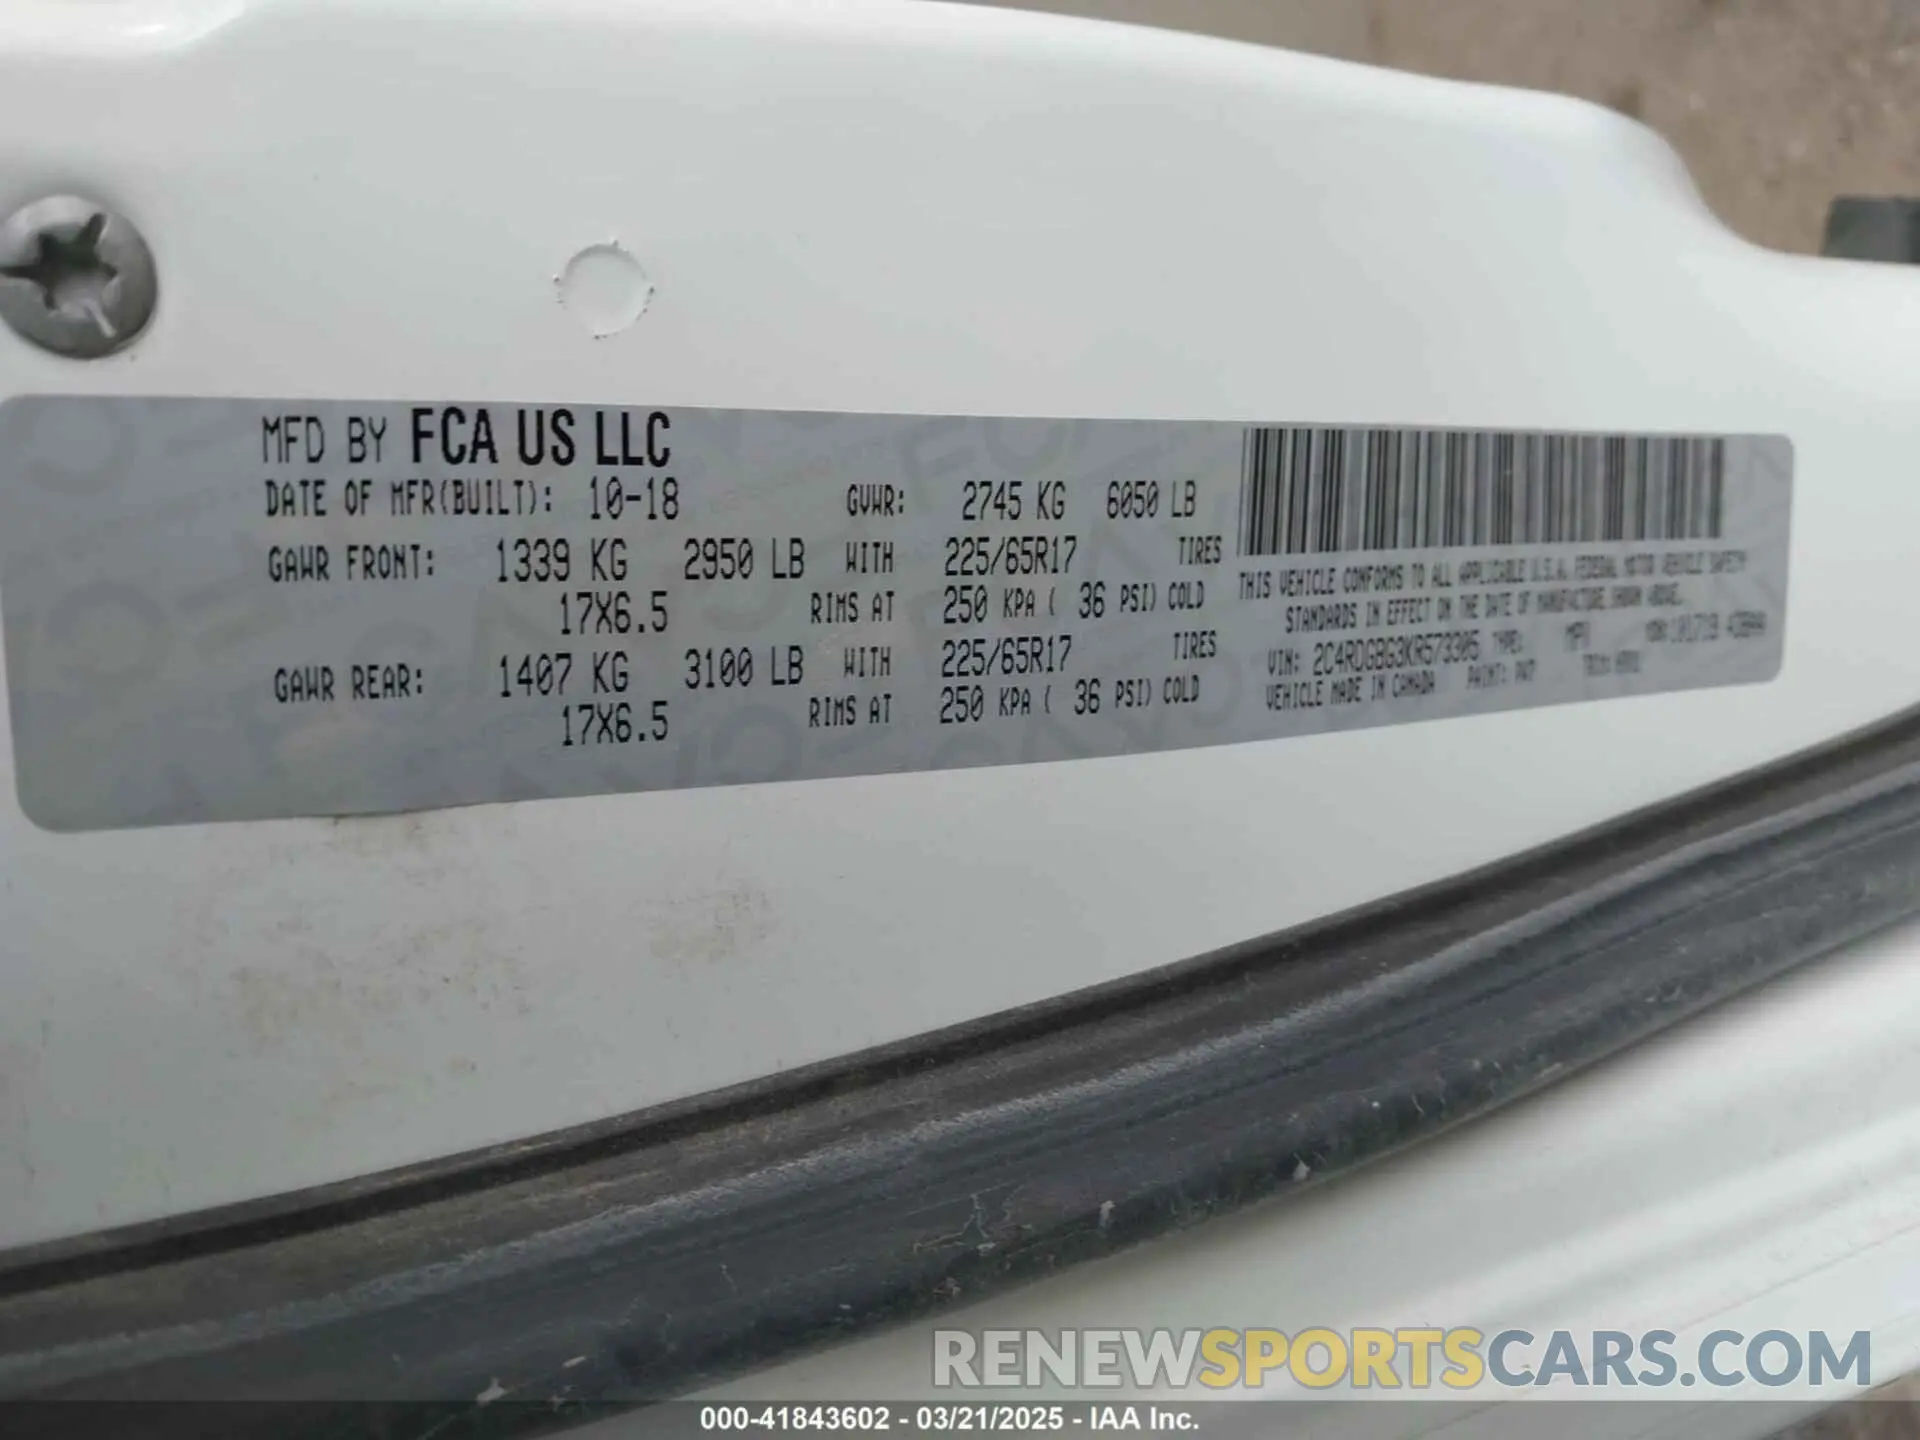 MFD BY FCA US LLC
DATE OF MFR(BUILT): 10-18 GVWR: 2745 KG 6050 LB
GAWR FRONT: 1339 KG 2950 LB WITH 225/65R17 TIRES
17X6.5 RIMS AT 250 KPA ( 36 PSI) COLD
GAWR REAR: 1407 KG 3100 LB WITH 225/65R17 TIRES
17X6.5 RIMS AT 250 KPA ( 36 PSI) COLD
THIS VEHICLE CONFORMS TO ALL APPLICABLE U.S.A. FEDERAL MOTOR VEHICLE SAFETY
STANDARDS IN EFFECT ON THE DATE OF MANUFACTURE SHOWN ABOVE.
VIN: 2C4RDGBG3KR573305 TYPE: MPV
VEHICLE MADE IN CANADA PAINT: PW7 TRIM:
RENEWSPORTSCARS.COM
000-41843602 - 03/21/2025 - IAA Inc.